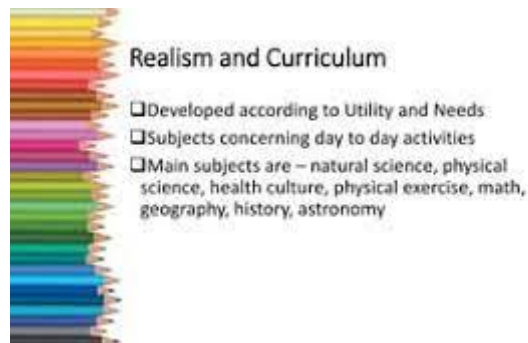 Realism and Curriculum
❑Developed according to Utility and Needs
❑Subjects concerning day to day activities
❑Main subjects are – natural science, physical
science, health culture, physical exercise, math,
geography, history, astronomy